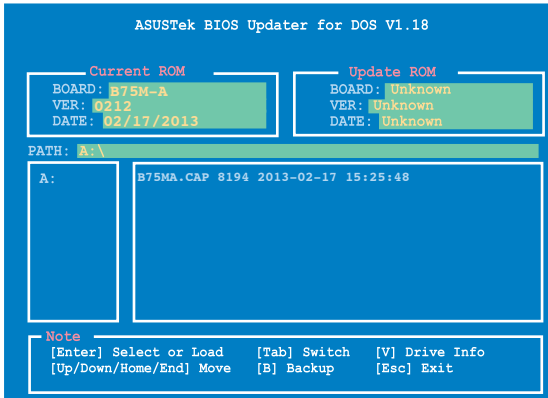 ASUSTek BIOS Updater for DOS V1.18
Current ROM
BOARD: B75M-A
VER: 0212
DATE: 02/17/2013
Update ROM
BOARD: Unknown
VER: Unknown
DATE: Unknown
PATH: A:\
A:
B75MA.CAP 8194 2013-02-17 15:25:48
Note
[Enter] Select or Load [Tab] Switch [V] Drive Info
[Up/Down/Home/End] Move [B] Backup [Esc] Exit